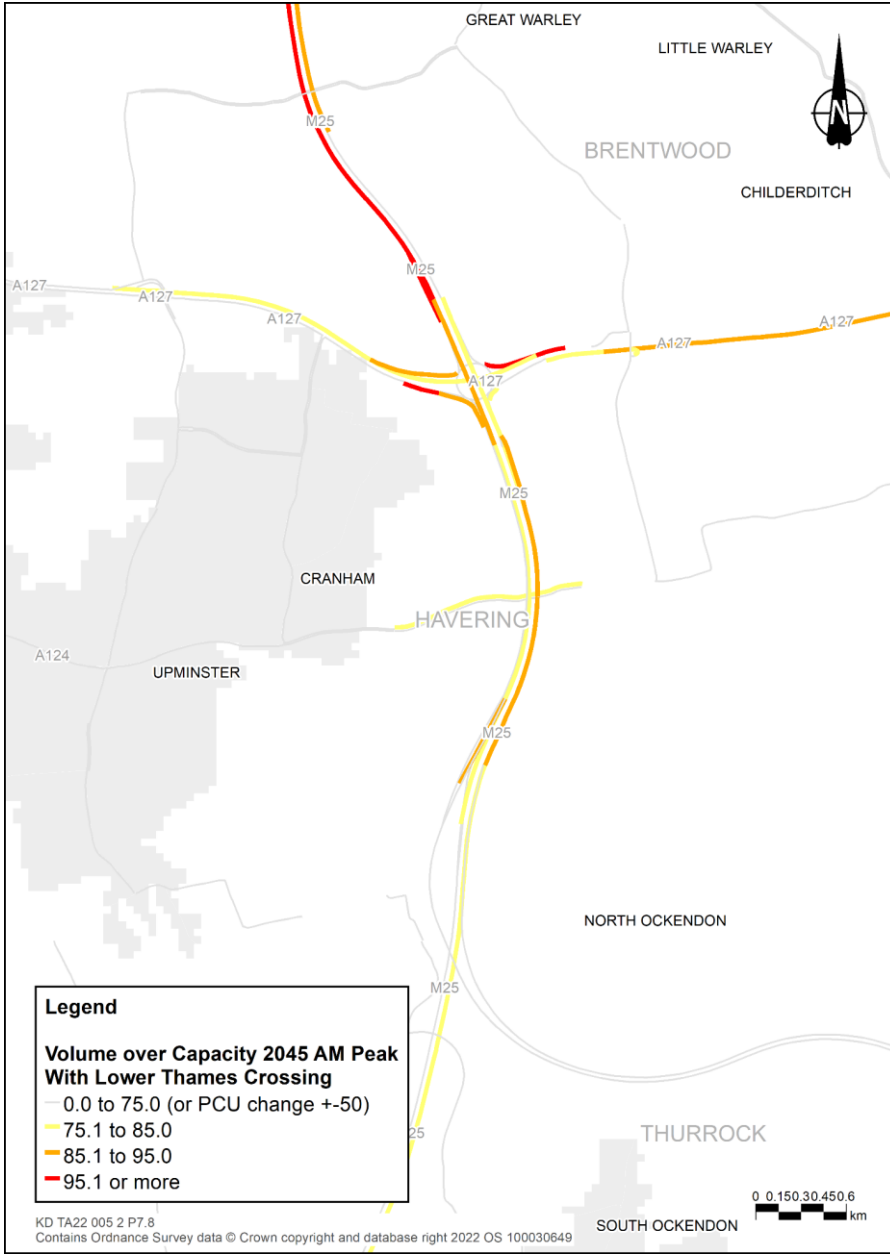 GREAT WARLEY
LITTLE WARLEY
N
M25
BRENTWOOD
CHILDERDITCH
M25
A127
A127
A127
A127
A127
A127
M25
CRANHAM
HAVERING
A124
UPMINSTER
M25
NORTH OCKENDON
M25
Legend
Volume over Capacity 2045 AM Peak
With Lower Thames Crossing
0.0 to 75.0 (or PCU change +-50)
75.1 to 85.0
85.1 to 95.0
95.1 or more
25
THURROCK
0 0.150.30.450.6
km
SOUTH OCKENDON
KD TA22 005 2 P7.8
Contains Ordnance Survey data © Crown copyright and database right 2022 OS 100030649